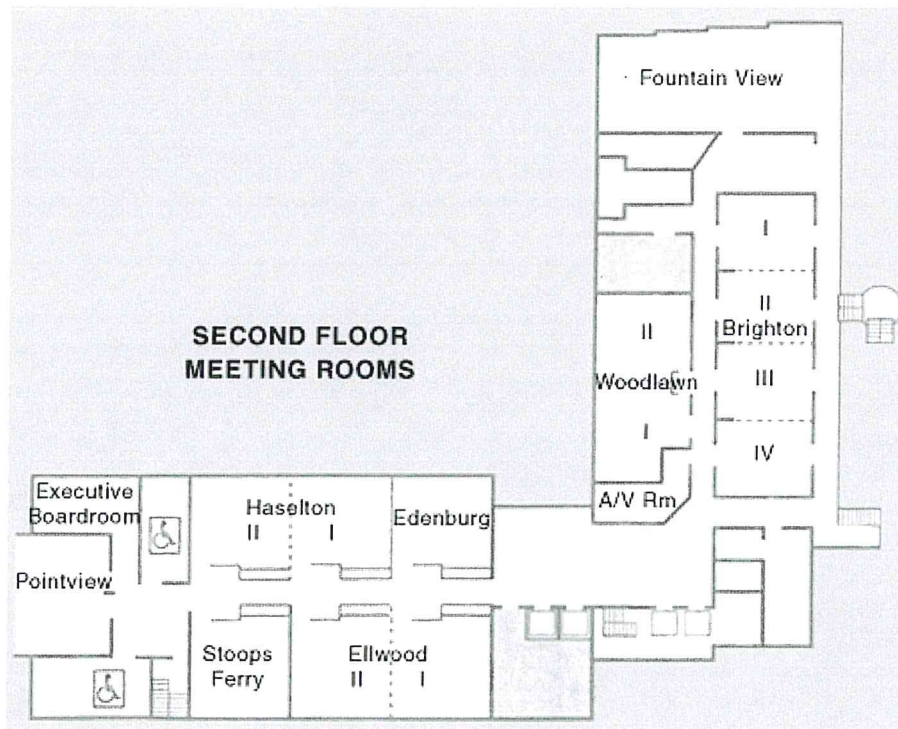 Fountain View
I
II
Brighton
III
IV
II
Woodlawn
I
A/V Rm
SECOND FLOOR
MEETING ROOMS
Executive
Boardroom
Pointview
Haselton
II I
Edenburg
Stoops
Ferry
Ellwood
II I